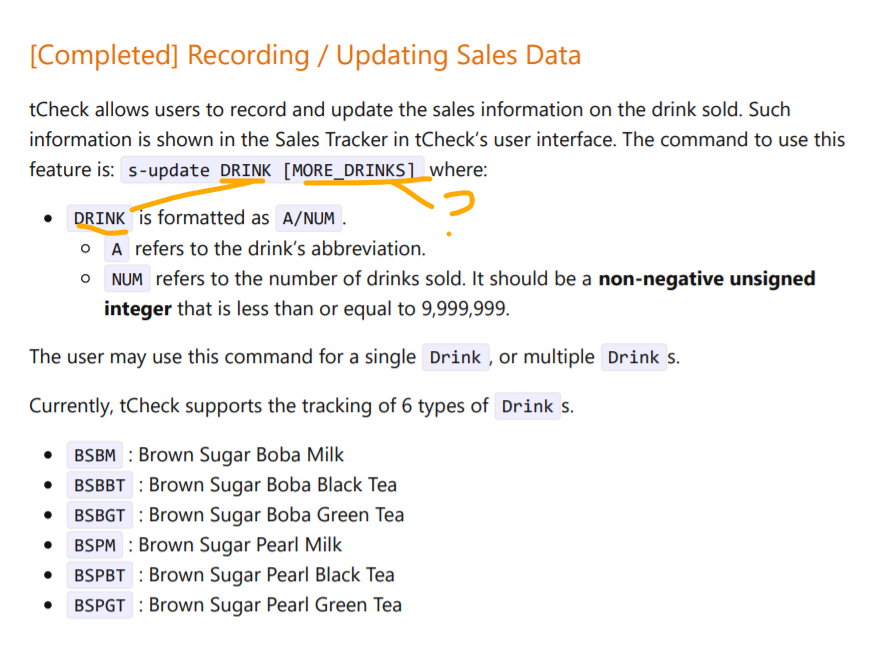 [Completed] Recording / Updating Sales Data
tCheck allows users to record and update the sales information on the drink sold. Such
information is shown in the Sales Tracker in tCheck's user interface. The command to use this
feature is: s-update DRINK [MORE_DRINKS] where:
• DRINK is formatted as A/NUM.
?
○ A refers to the drink's abbreviation.
○ NUM refers to the number of drinks sold. It should be a non-negative unsigned
integer that is less than or equal to 9,999,999.
The user may use this command for a single Drink, or multiple Drink s.
Currently, tCheck supports the tracking of 6 types of Drink s.
• BSBM : Brown Sugar Boba Milk
• BSBBT : Brown Sugar Boba Black Tea
• BSBGT : Brown Sugar Boba Green Tea
• BSPM : Brown Sugar Pearl Milk
• BSPBT : Brown Sugar Pearl Black Tea
• BSPGT : Brown Sugar Pearl Green Tea